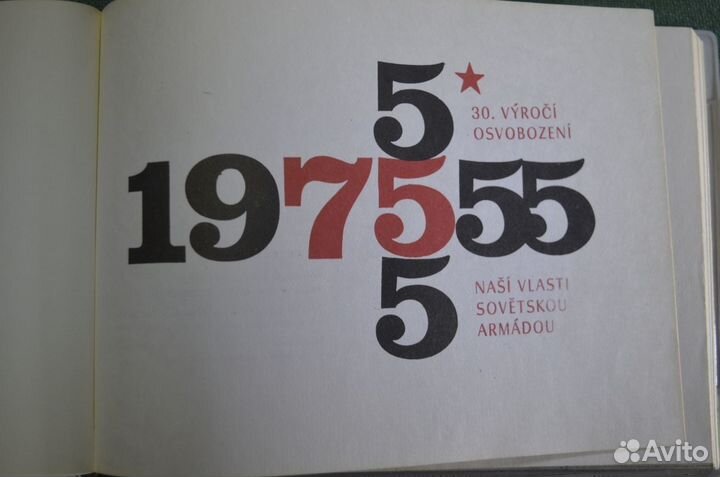 5
30. VÝROČÍ
OSVOBOZENÍ
1975 55
5
NAŠÍ VLASTI
SOVĚTSKOU
ARMÁDOU
Avito